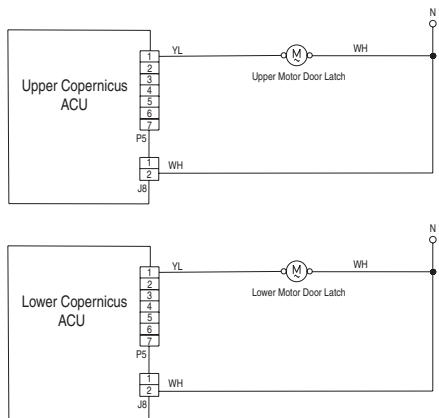 N
1 YL M WH
2
3
Upper Motor Door Latch
Upper Copernicus
ACU
4
5
6
7
P5
1 WH
2
J8
N
1 YL M WH
2
3
Lower Motor Door Latch
Lower Copernicus
ACU
4
5
6
7
P5
1
2 WH
J8